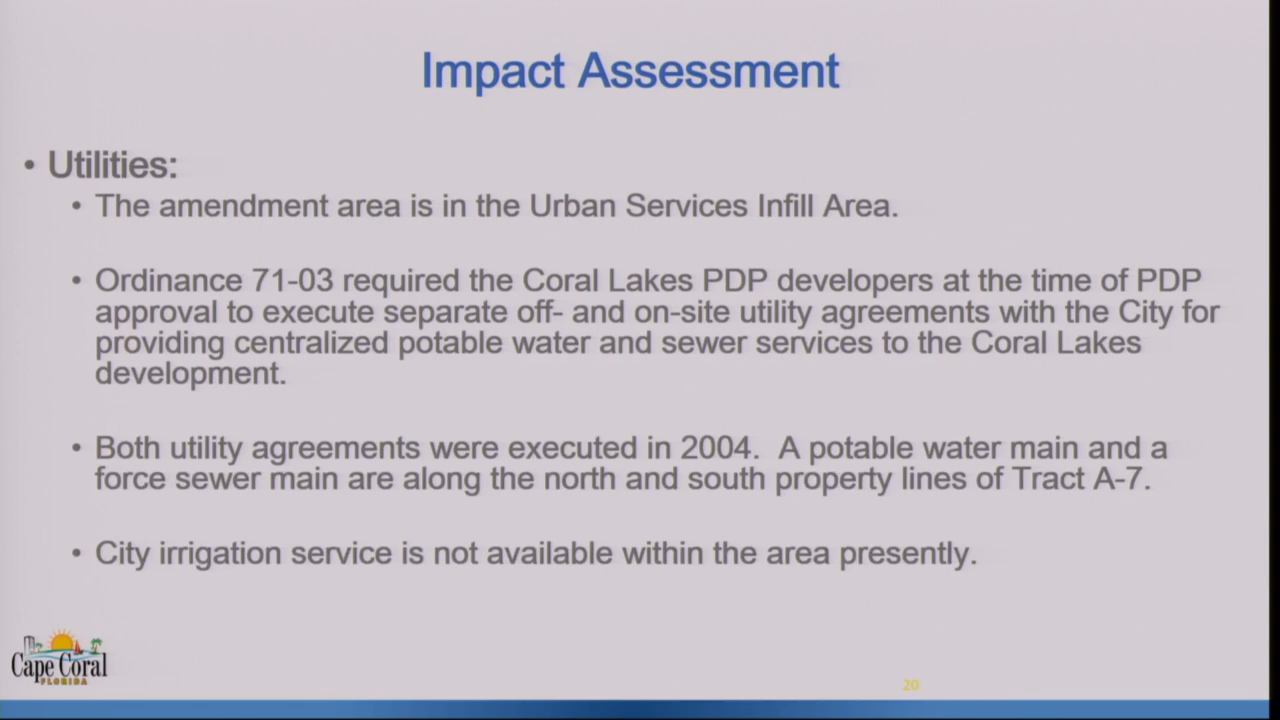 Impact Assessment
• Utilities:
• The amendment area is in the Urban Services Infill Area.
• Ordinance 71-03 required the Coral Lakes PDP developers at the time of PDP
approval to execute separate off- and on-site utility agreements with the City for
providing centralized potable water and sewer services to the Coral Lakes
development.
• Both utility agreements were executed in 2004.  A potable water main and a
force sewer main are along the north and south property lines of Tract A-7.
• City irrigation service is not available within the area presently.
Cape Coral
FLORIDA
20